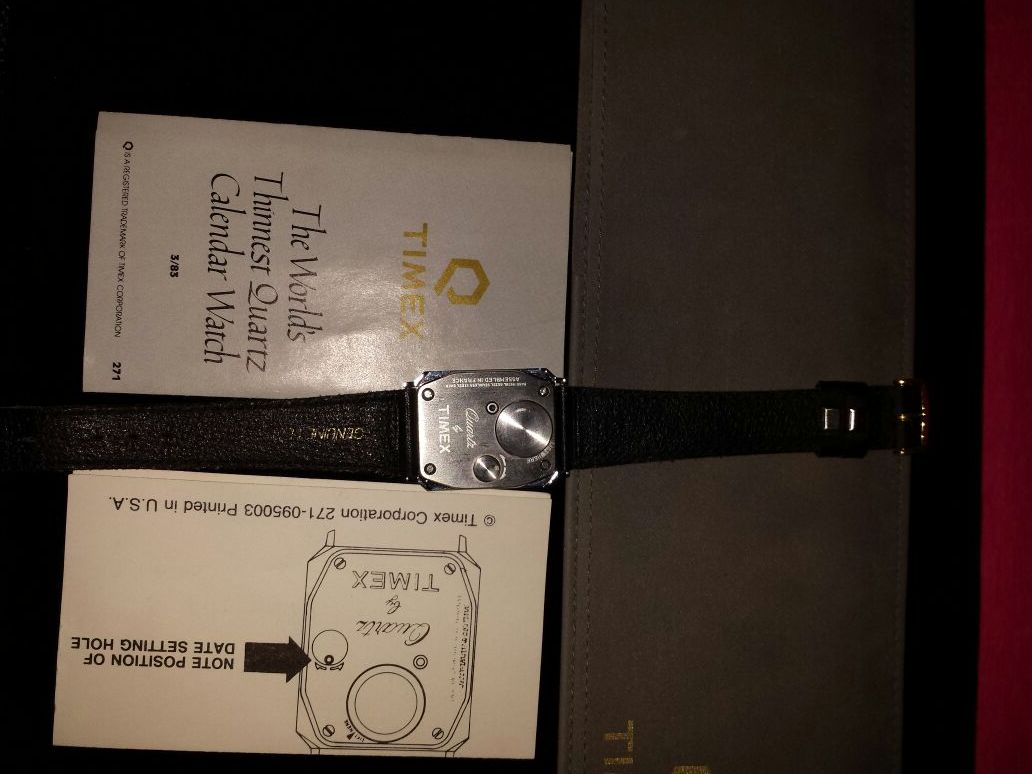 TIMEX
The World's
Thinnest Quartz
Calendar Watch
3/83
Q IS A REGISTERED TRADEMARK OF TIMEX CORPORATION
271
ASSEMBLED IN FRANCE
Quartz
by
TIMEX
GENUINE
© Timex Corporation 271-095003 Printed in U.S.A.
TIMEX
by
Quartz
NOTE POSITION OF
DATE SETTING HOLE